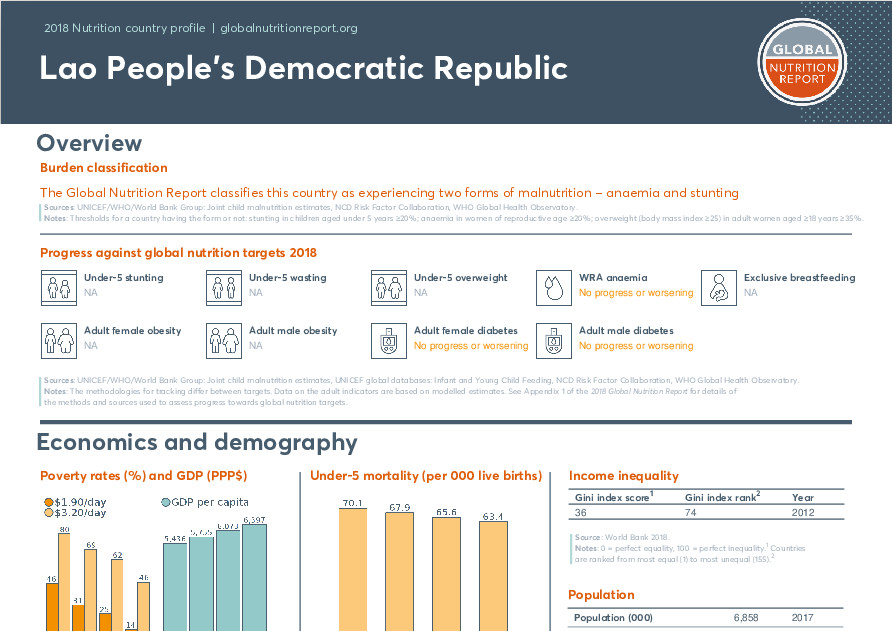 2018 Nutrition country profile | globalnutritionreport.org
Lao People's Democratic Republic
GLOBAL
NUTRITION
REPORT
Overview
Burden classification
The Global Nutrition Report classifies this country as experiencing two forms of malnutrition – anaemia and stunting
Sources: UNICEF/WHO/World Bank Group: Joint child malnutrition estimates, NCD Risk Factor Collaboration, WHO Global Health Observatory.
Notes: Thresholds for a country having the form or not: stunting in children aged under 5 years ≥20%; anaemia in women of reproductive age ≥20%; overweight (body mass index ≥25) in adult women aged ≥18 years ≥35%.
Progress against global nutrition targets 2018
Under-5 stunting
NA
Under-5 wasting
NA
Under-5 overweight
NA
WRA anaemia
No progress or worsening
Exclusive breastfeeding
NA
Adult female obesity
NA
Adult male obesity
NA
Adult female diabetes
No progress or worsening
Adult male diabetes
No progress or worsening
Sources: UNICEF/WHO/World Bank Group: Joint child malnutrition estimates, UNICEF global databases: Infant and Young Child Feeding, NCD Risk Factor Collaboration, WHO Global Health Observatory.
Notes: The methodologies for tracking differ between targets. Data on the adult indicators are based on modelled estimates. See Appendix 1 of the 2018 Global Nutrition Report for details of
the methods and sources used to assess progress towards global nutrition targets.
Economics and demography
Poverty rates (%) and GDP (PPP$)
$1.90/day
$3.20/day
GDP per capita
46 80 31 69 25 62 14 46
5,436 6,073 6,397
Under-5 mortality (per 000 live births)
70.1 67.9 65.6 63.4
Income inequality
Gini index score1 Gini index rank2 Year
36 74 2012
Source: World Bank 2018.
Notes: 0 = perfect equality, 100 = perfect inequality.1 Countries
are ranked from most equal (1) to most unequal (155).2
Population
Population (000) 6,858 2017